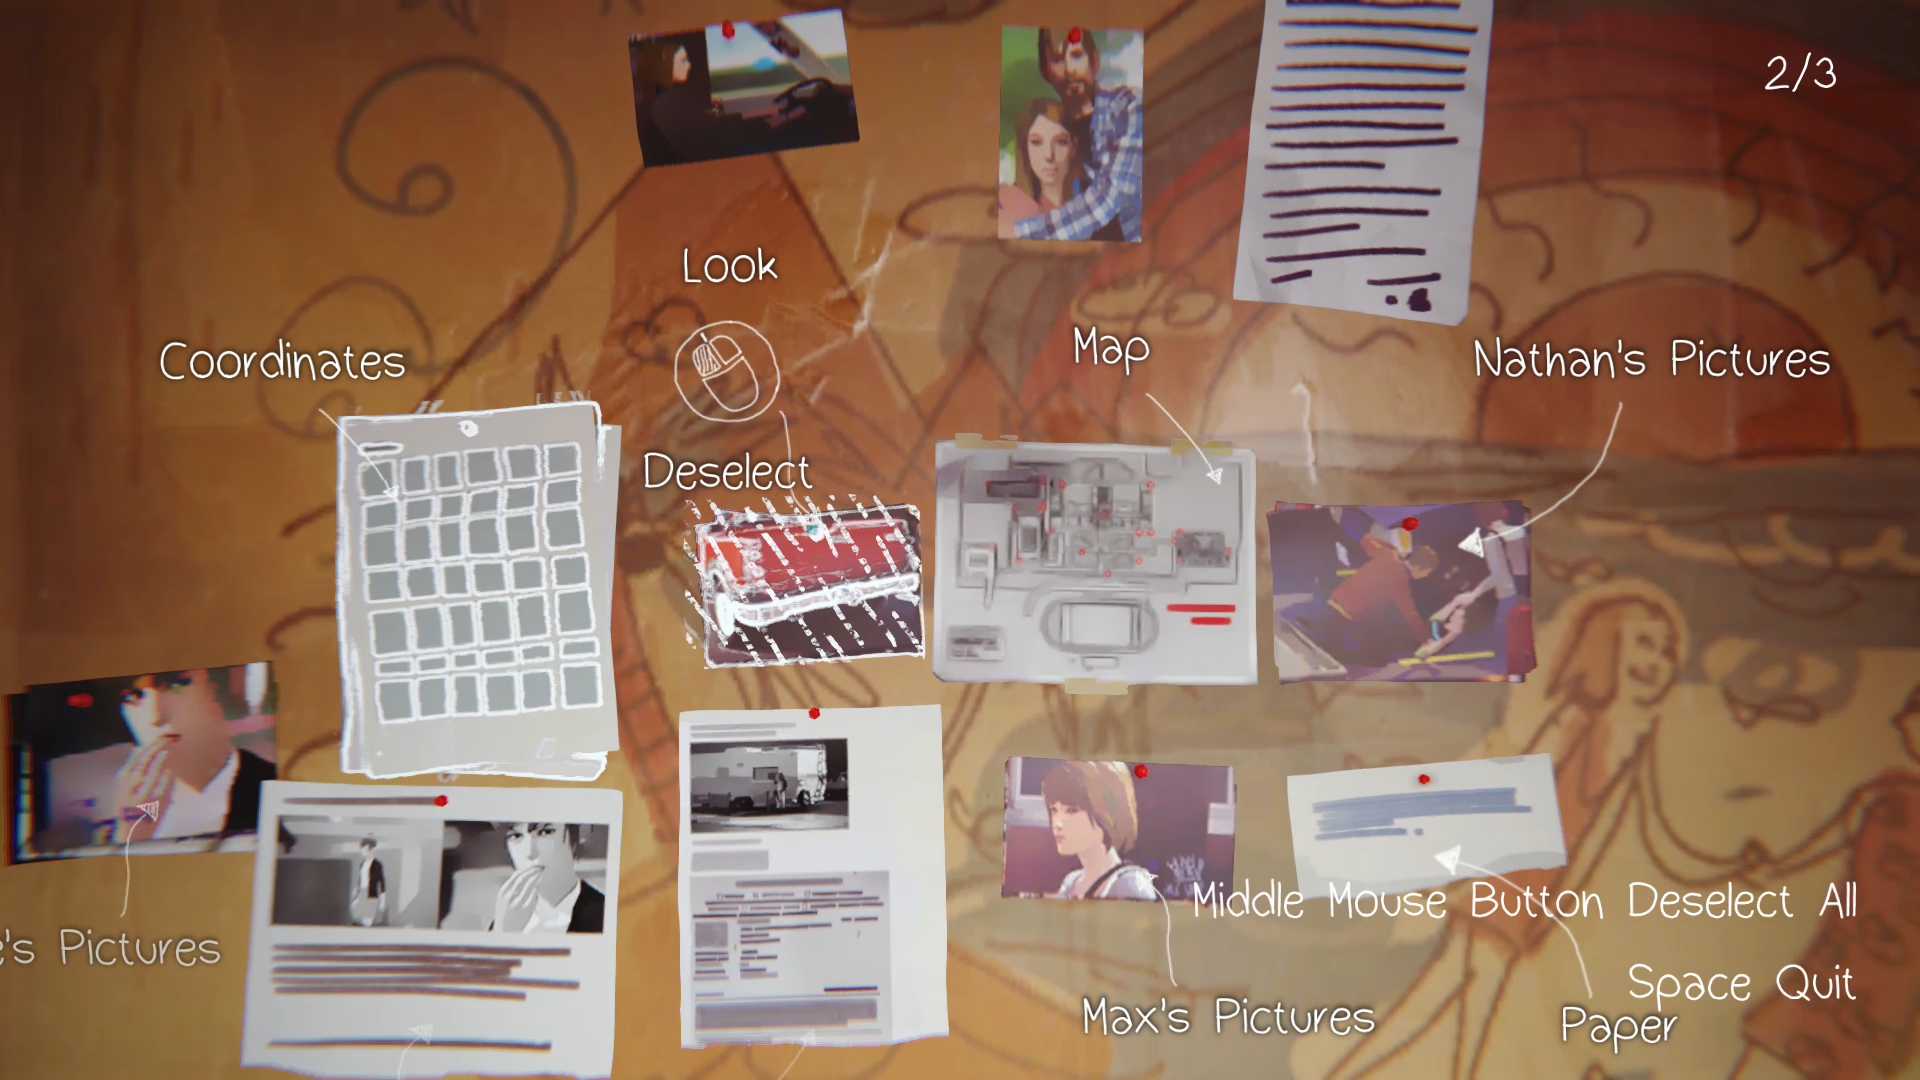 2/3
Look
Coordinates
Map
Nathan's Pictures
Deselect
Middle Mouse Button Deselect All
's Pictures
Space Quit
Max's Pictures
Paper